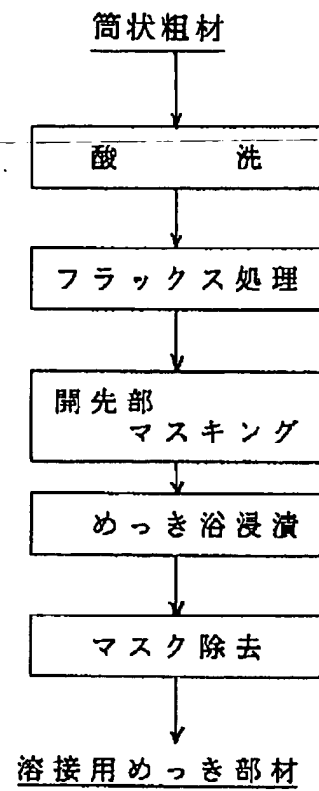 筒状粗材
酸 洗
フラックス処理
開先部
マスキング
めっき浴浸漬
マスク除去
溶接用めっき部材